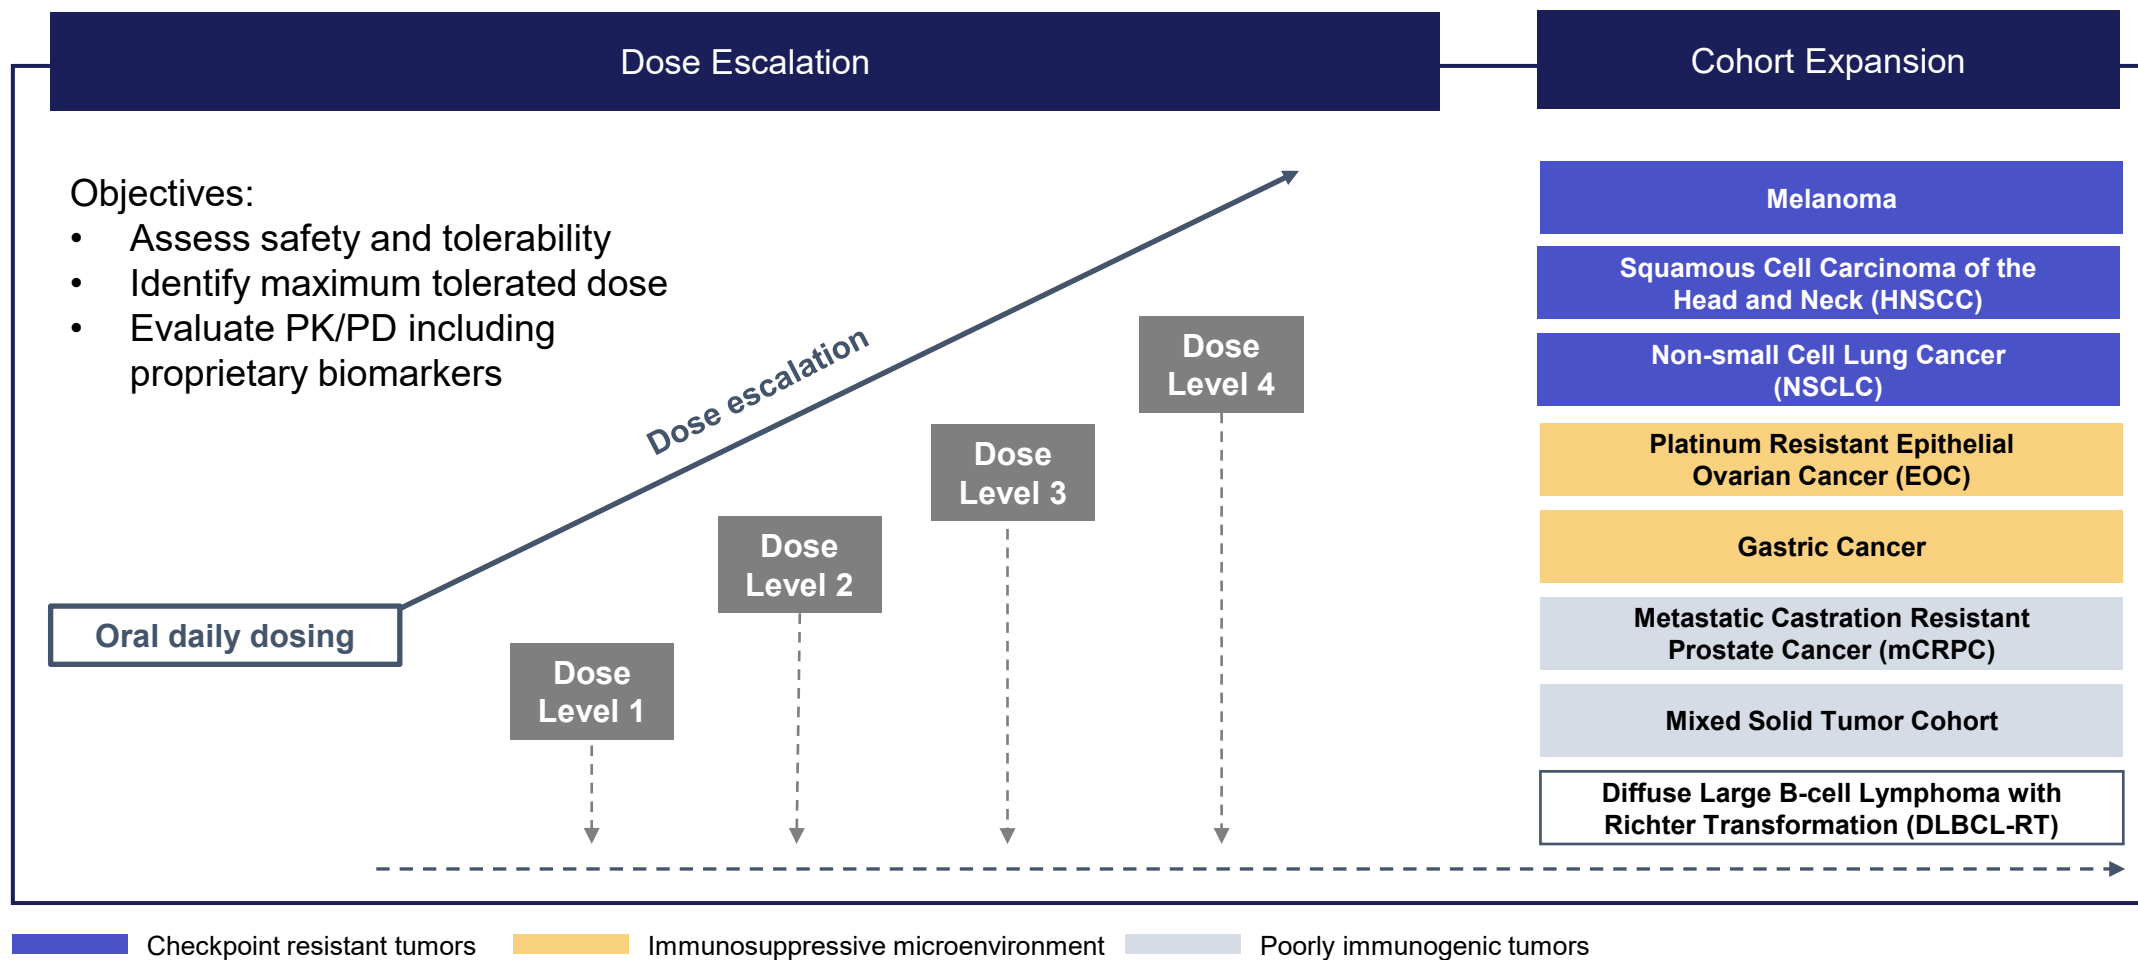 Dose Escalation
Cohort Expansion
Objectives:
• Assess safety and tolerability
• Identify maximum tolerated dose
• Evaluate PK/PD including
proprietary biomarkers
Dose escalation
Oral daily dosing
Dose
Level 1
Dose
Level 2
Dose
Level 3
Dose
Level 4
Melanoma
Squamous Cell Carcinoma of the
Head and Neck (HNSCC)
Non-small Cell Lung Cancer
(NSCLC)
Platinum Resistant Epithelial
Ovarian Cancer (EOC)
Gastric Cancer
Metastatic Castration Resistant
Prostate Cancer (mCRPC)
Mixed Solid Tumor Cohort
Diffuse Large B-cell Lymphoma with
Richter Transformation (DLBCL-RT)
Checkpoint resistant tumors
Immunosuppressive microenvironment
Poorly immunogenic tumors